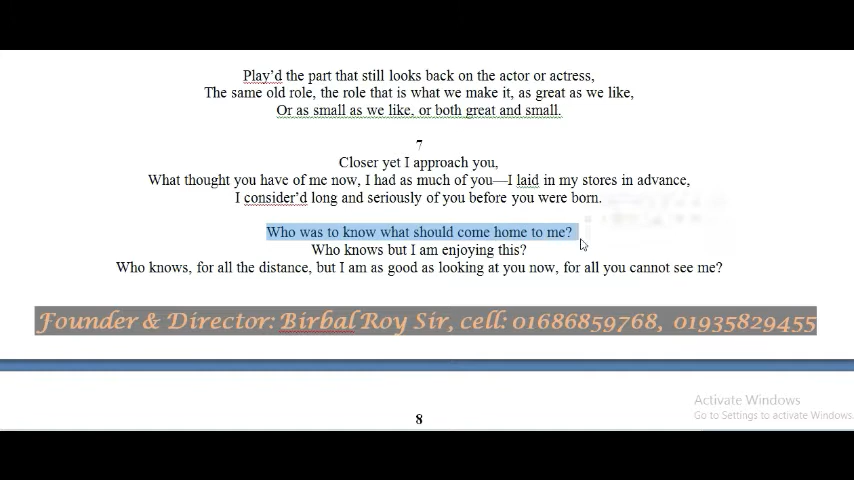 Play’d the part that still looks back on the actor or actress,
The same old role, the role that is what we make it, as great as we like,
Or as small as we like, or both great and small.
7
Closer yet I approach you,
What thought you have of me now, I had as much of you—I laid in my stores in advance,
I consider’d long and seriously of you before you were born.
Who was to know what should come home to me?
Who knows but I am enjoying this?
Who knows, for all the distance, but I am as good as looking at you now, for all you cannot see me?
Founder & Director: Birbal Roy Sir, cell: 01686859768, 01935829455
Activate Windows
Go to Settings to activate Windows.
8